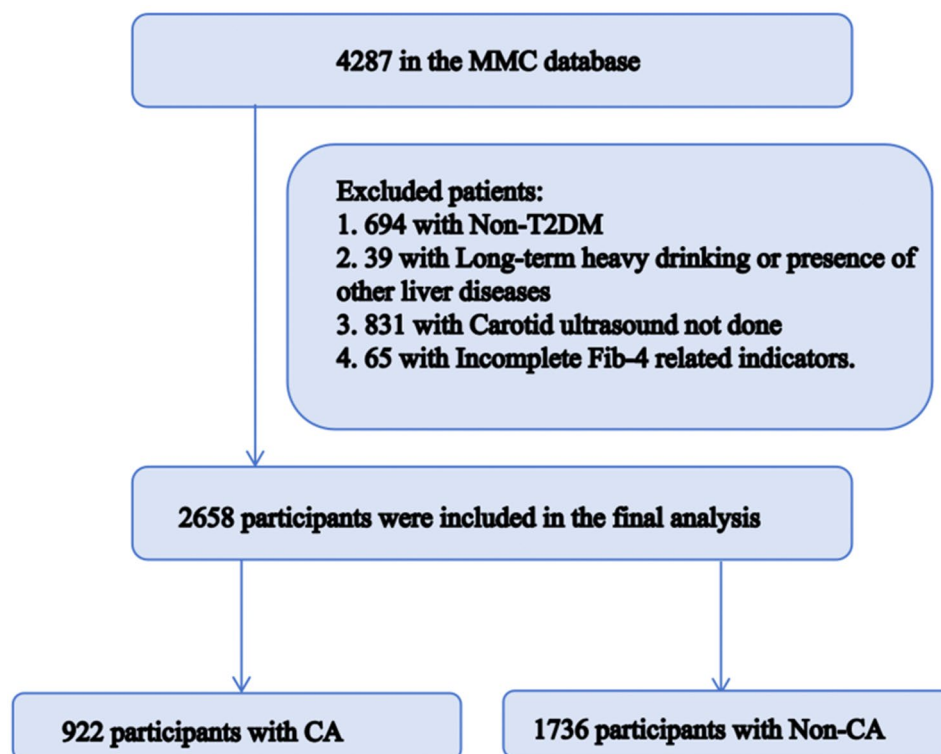 4287 in the MMC database
Excluded patients:
1. 694 with Non-T2DM
2. 39 with Long-term heavy drinking or presence of
other liver diseases
3. 831 with Carotid ultrasound not done
4. 65 with Incomplete Fib-4 related indicators.
2658 participants were included in the final analysis
922 participants with CA
1736 participants with Non-CA